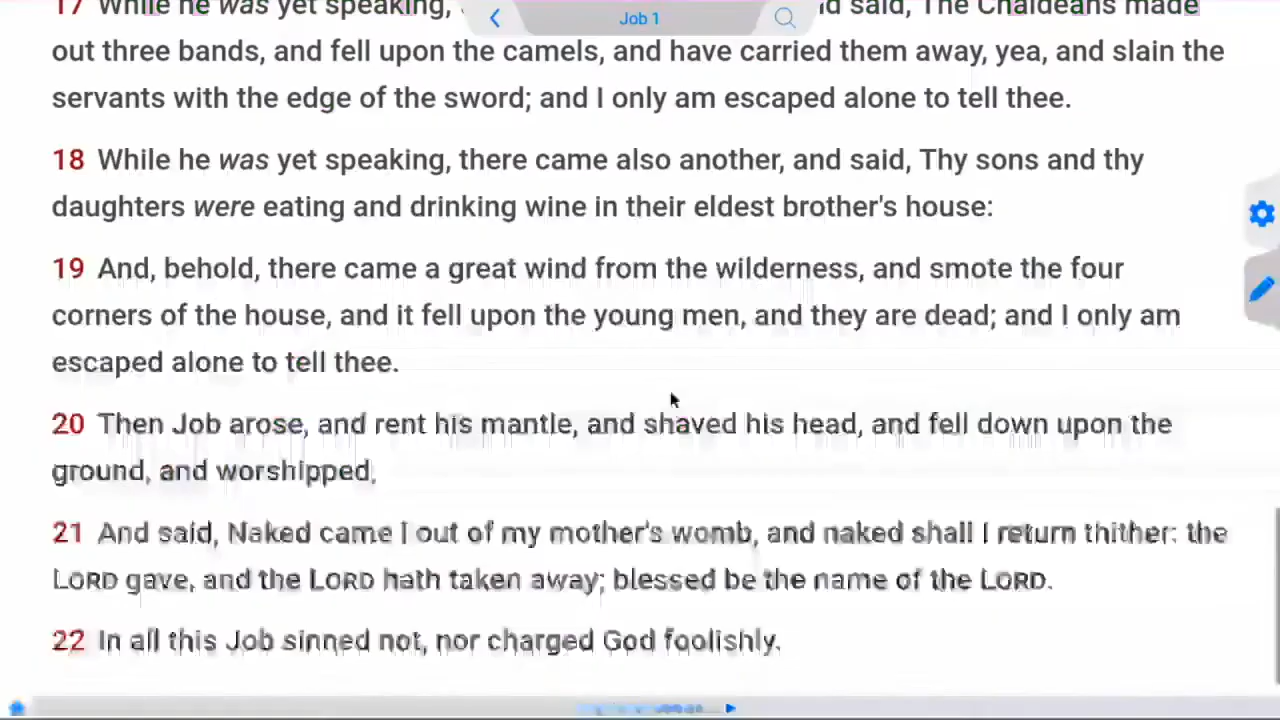 Job 1
17 While he was yet speaking, said, The Chaldeans made
out three bands, and fell upon the camels, and have carried them away, yea, and slain the
servants with the edge of the sword; and I only am escaped alone to tell thee.
18 While he was yet speaking, there came also another, and said, Thy sons and thy
daughters were eating and drinking wine in their eldest brother's house:
19 And, behold, there came a great wind from the wilderness, and smote the four
corners of the house, and it fell upon the young men, and they are dead; and I only am
escaped alone to tell thee.
20 Then Job arose, and rent his mantle, and shaved his head, and fell down upon the
ground, and worshipped,
21 And said, Naked came I out of my mother's womb, and naked shall I return thither: the
LORD gave, and the LORD hath taken away; blessed be the name of the LORD.
22 In all this Job sinned not, nor charged God foolishly.